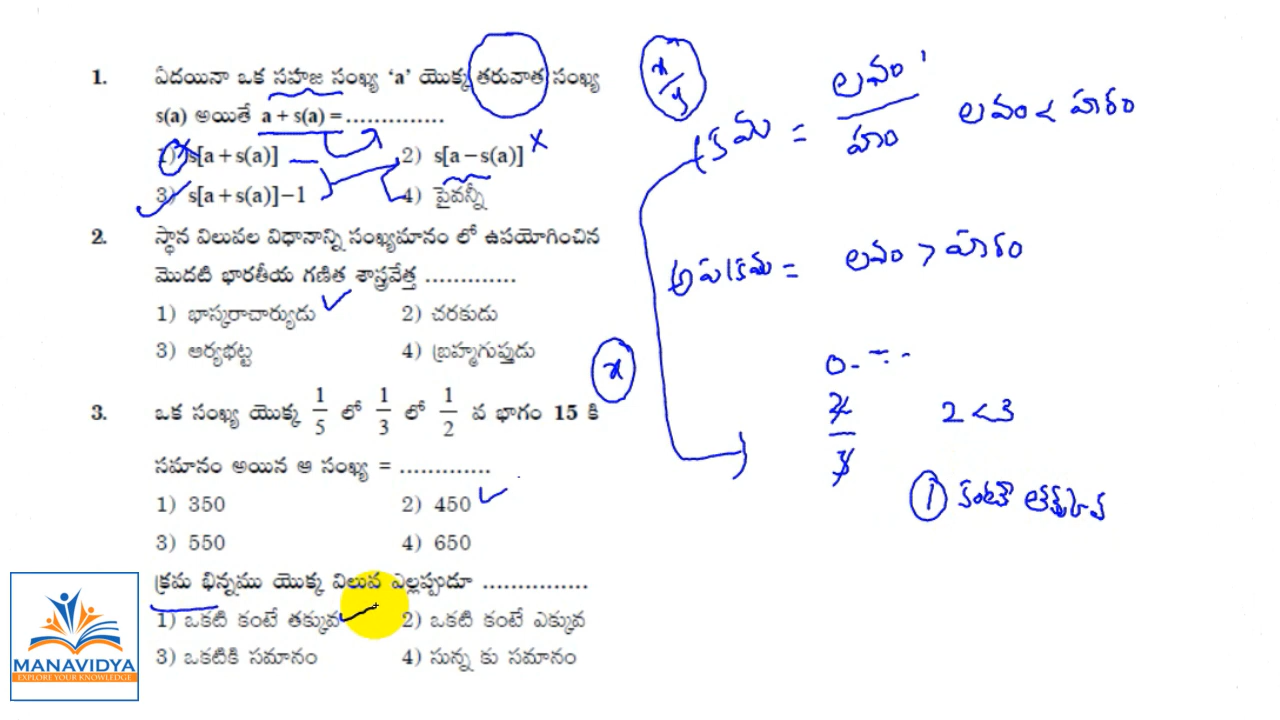 1. ఏదయినా ఒక సహజ సంఖ్య ‘a’ యొక్క తరువాత సంఖ్య
s(a) అయితే a + s(a) = ..............
1) s[a + s(a)] 2) s[a – s(a)]
3) s[a + s(a)] – 1 4) పైవన్నీ
2. స్థాన విలువల విధానాన్ని సంఖ్యమానం లో ఉపయోగించిన
మొదటి భారతీయ గణిత శాస్త్రవేత్త .............
1) భాస్కరాచార్యుడు 2) చరకుడు
3) ఆర్యభట్ట 4) బ్రహ్మగుప్తుడు
3. ఒక సంఖ్య యొక్క 1/5 లో 1/3 లో 1/2 వ భాగం 15 కి
సమానం అయిన ఆ సంఖ్య = .............
1) 350 2) 450
3) 550 4) 650
క్రమ భిన్నము యొక్క విలువ ఎల్లప్పుడూ ...............
1) ఒకటి కంటే తక్కువ 2) ఒకటి కంటే ఎక్కువ
3) ఒకటికి సమానం 4) సున్న కు సమానం
x/y
క్రమ = లవం/హం లవం < హారం
అపక్రమ = లవం > హారం
x
2/3 2 < 3
1 కంటే తక్కువ
MANAVIDYA
EXPLORE YOUR KNOWLEDGE